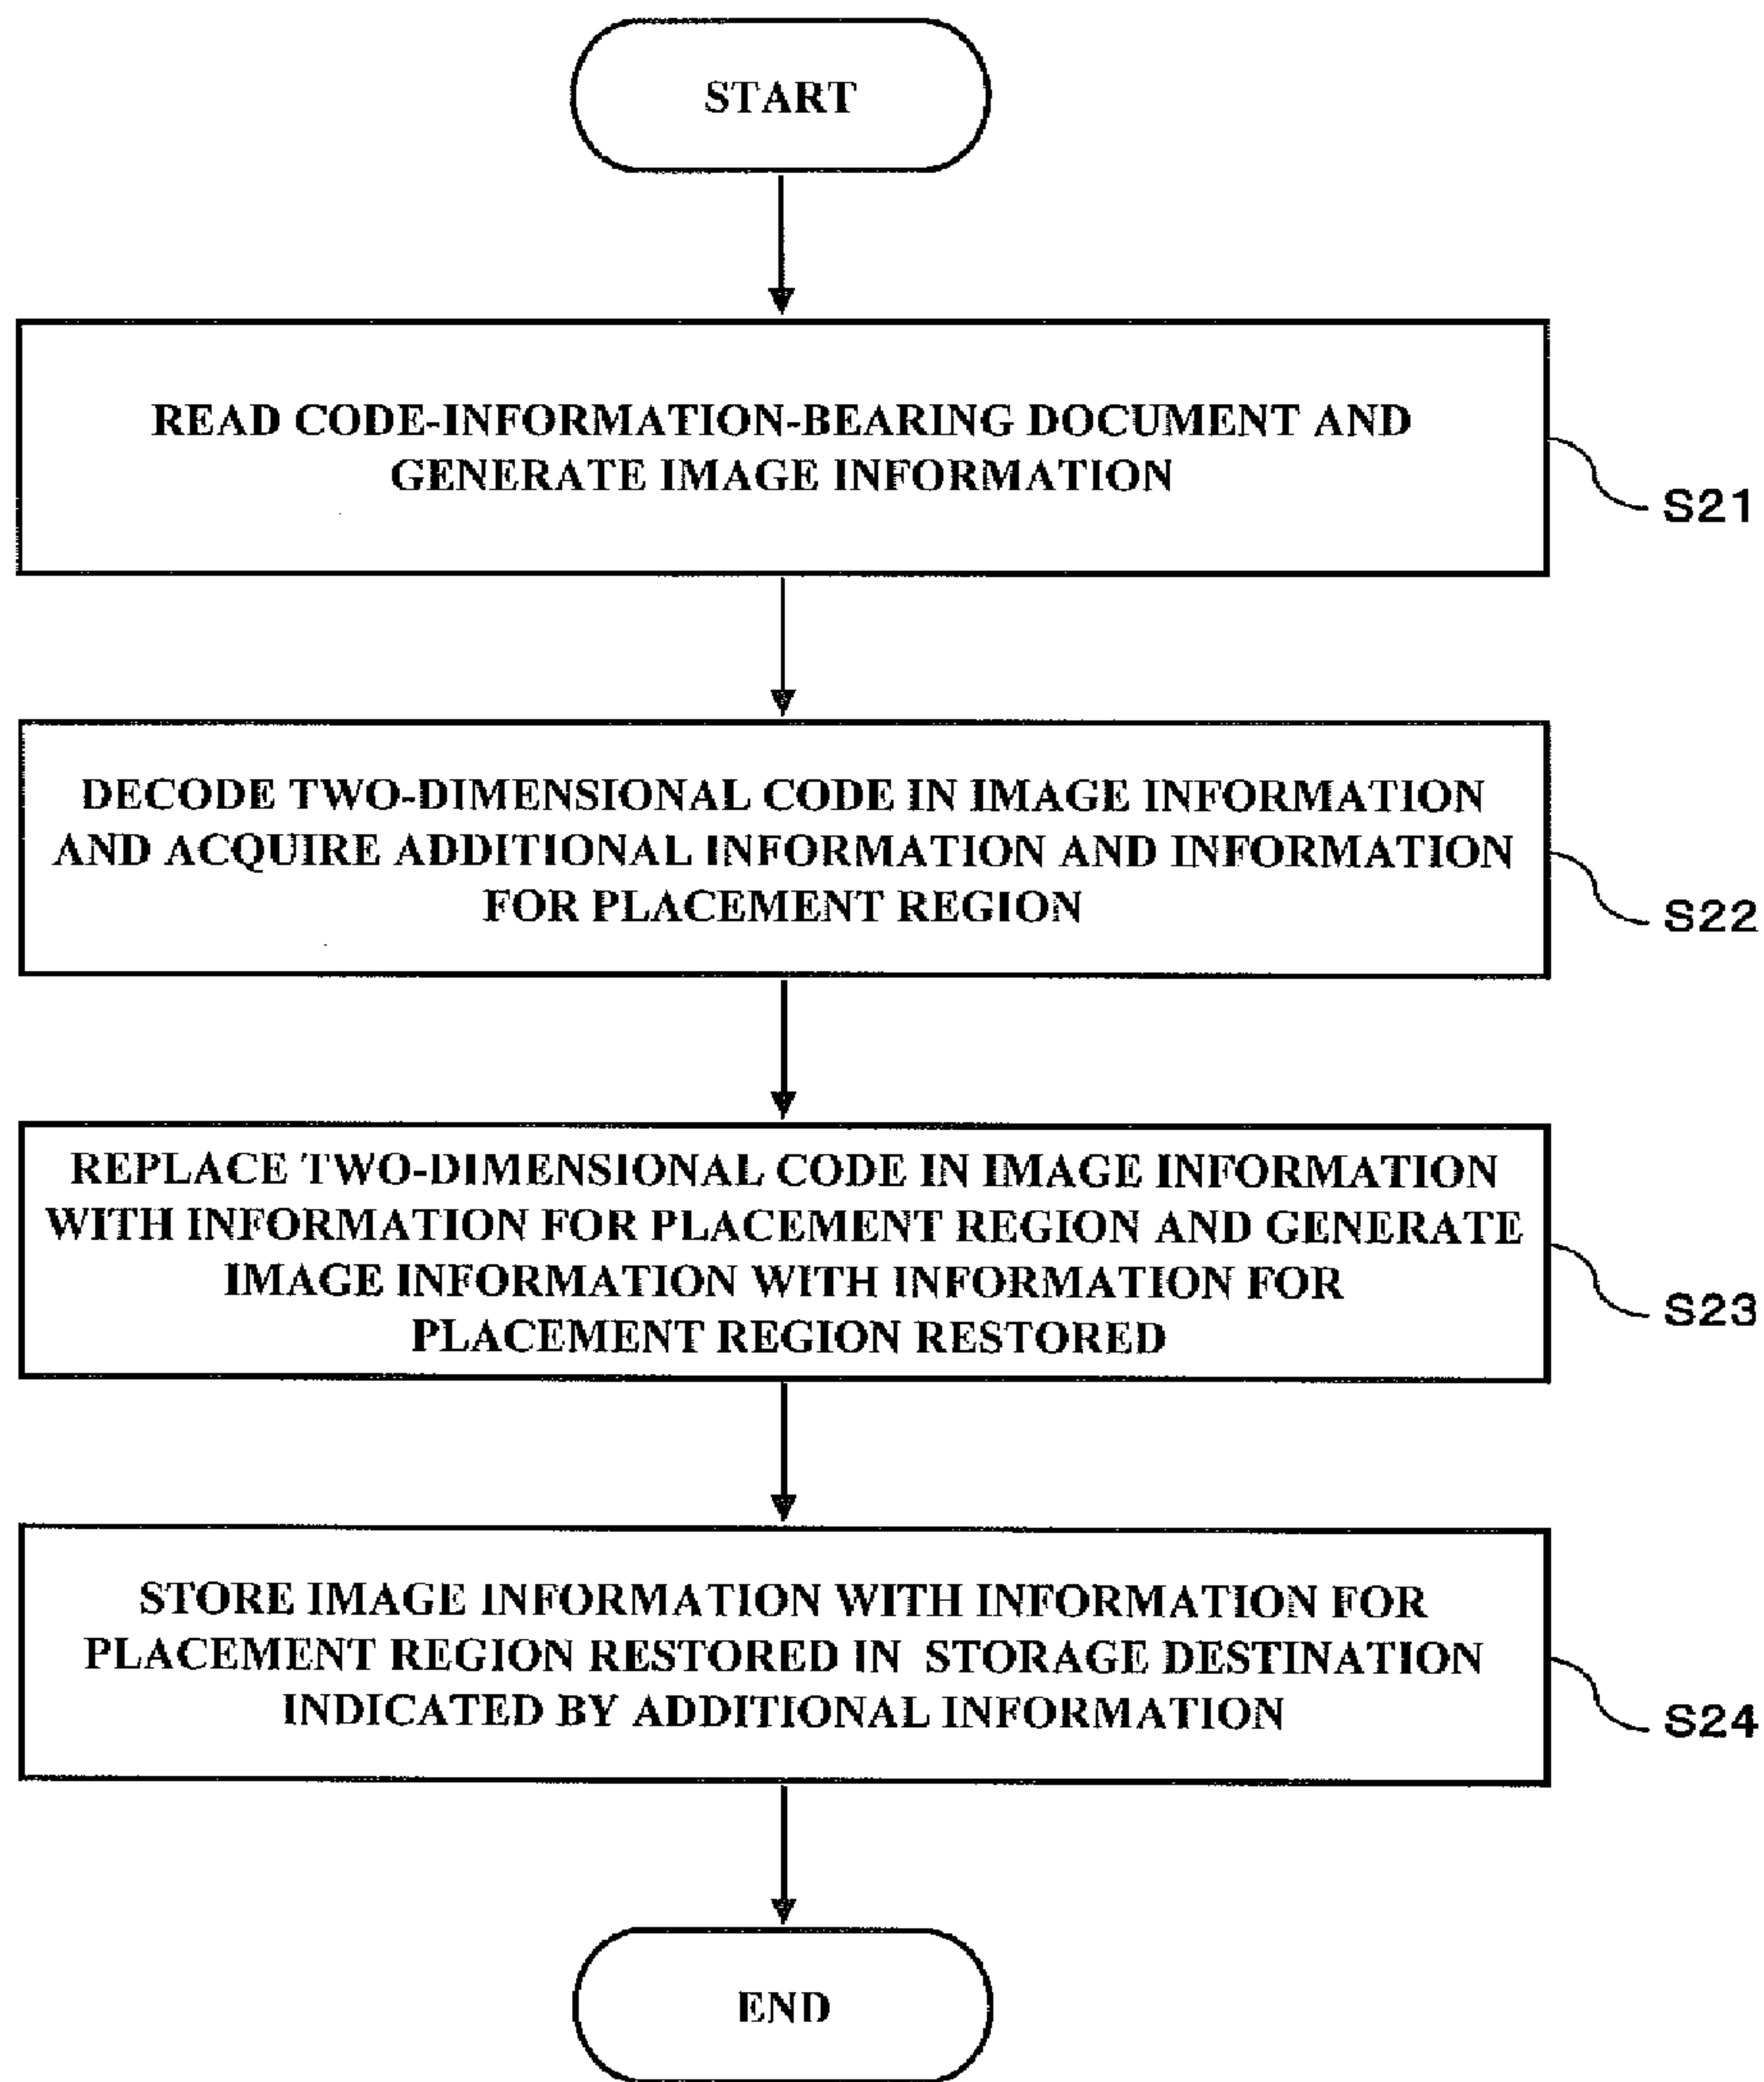 START
READ CODE-INFORMATION-BEARING DOCUMENT AND
GENERATE IMAGE INFORMATION
S21
DECODE TWO-DIMENSIONAL CODE IN IMAGE INFORMATION
AND ACQUIRE ADDITIONAL INFORMATION AND INFORMATION
FOR PLACEMENT REGION
S22
REPLACE TWO-DIMENSIONAL CODE IN IMAGE INFORMATION
WITH INFORMATION FOR PLACEMENT REGION AND GENERATE
IMAGE INFORMATION WITH INFORMATION FOR
PLACEMENT REGION RESTORED
S23
STORE IMAGE INFORMATION WITH INFORMATION FOR
PLACEMENT REGION RESTORED IN STORAGE DESTINATION
INDICATED BY ADDITIONAL INFORMATION
S24
END